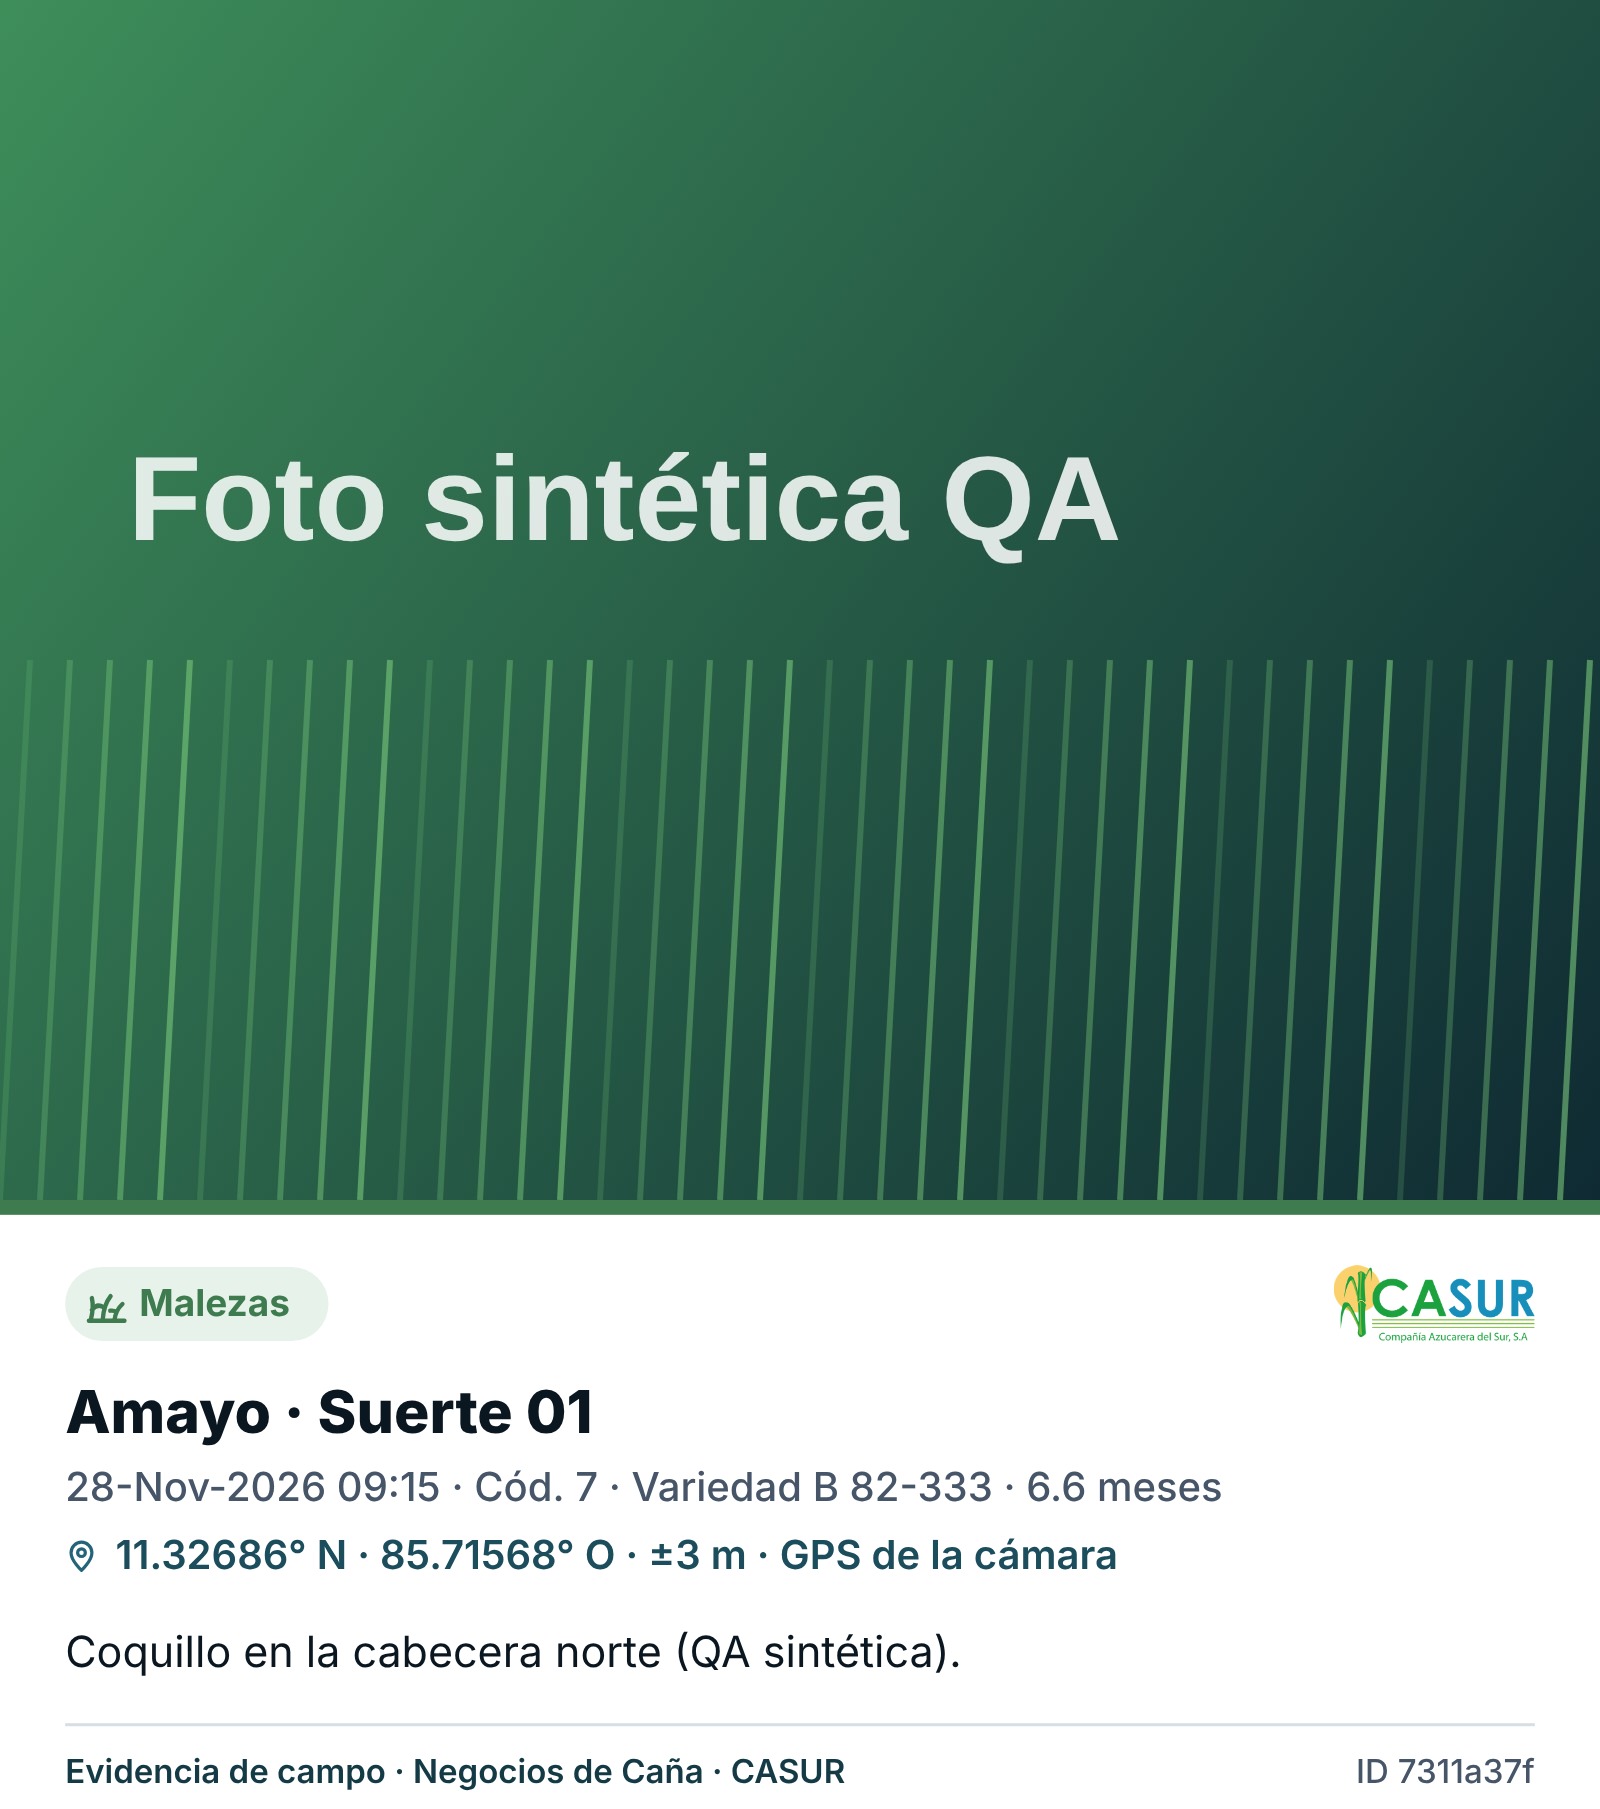 Foto sintética QA
Malezas
CASUR
Compañía Azucarera del Sur, S.A
Amayo · Suerte 01
28-Nov-2026 09:15 · Cód. 7 · Variedad B 82-333 · 6.6 meses
11.32686° N · 85.71568° O · ±3 m · GPS de la cámara
Coquillo en la cabecera norte (QA sintética).
Evidencia de campo · Negocios de Caña · CASUR
ID 7311a37f